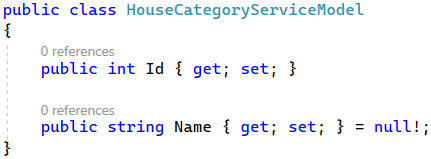 public class HouseCategoryServiceModel
{
0 references
public int Id { get; set; }
0 references
public string Name { get; set; } = null!;
}